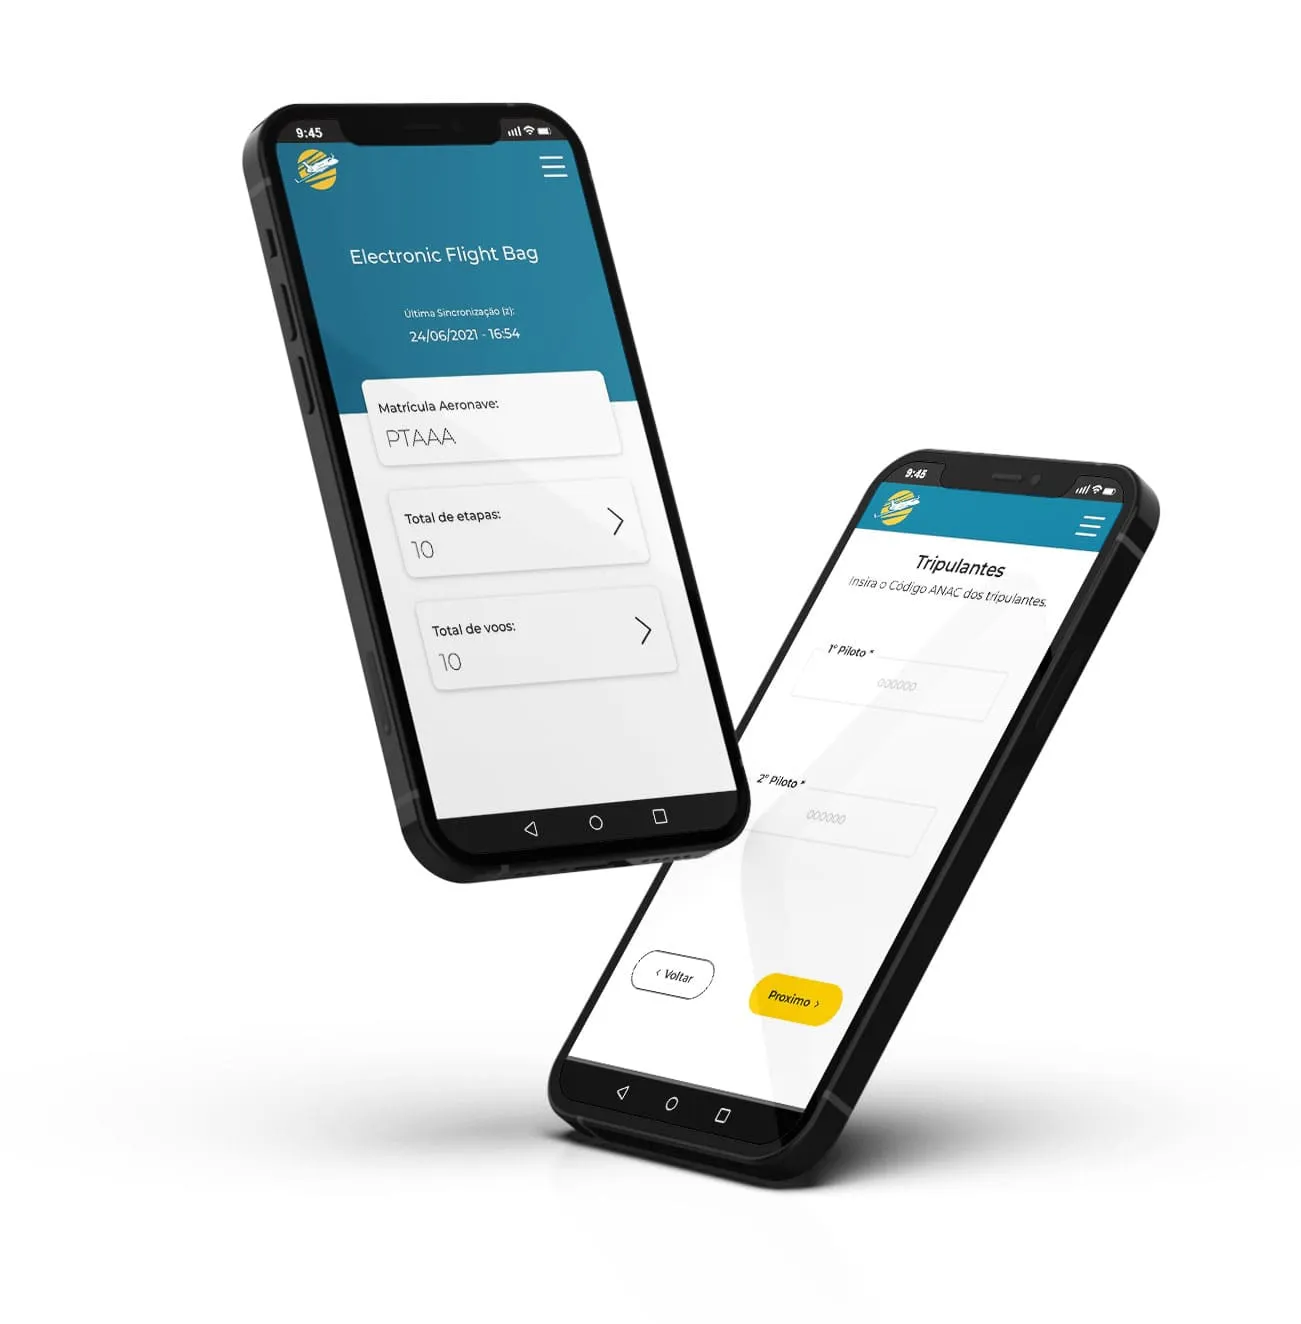 9:45
Electronic Flight Bag
Última Sincronização (z):
24/06/2021 - 16:54
Matrícula Aeronave:
PTAAA
Total de etapas:
10
Total de voos:
10
9:45
Tripulantes
Insira o Código ANAC dos tripulantes.
1º Piloto *
000000
2º Piloto *
000000
‹ Voltar
Proximo ›